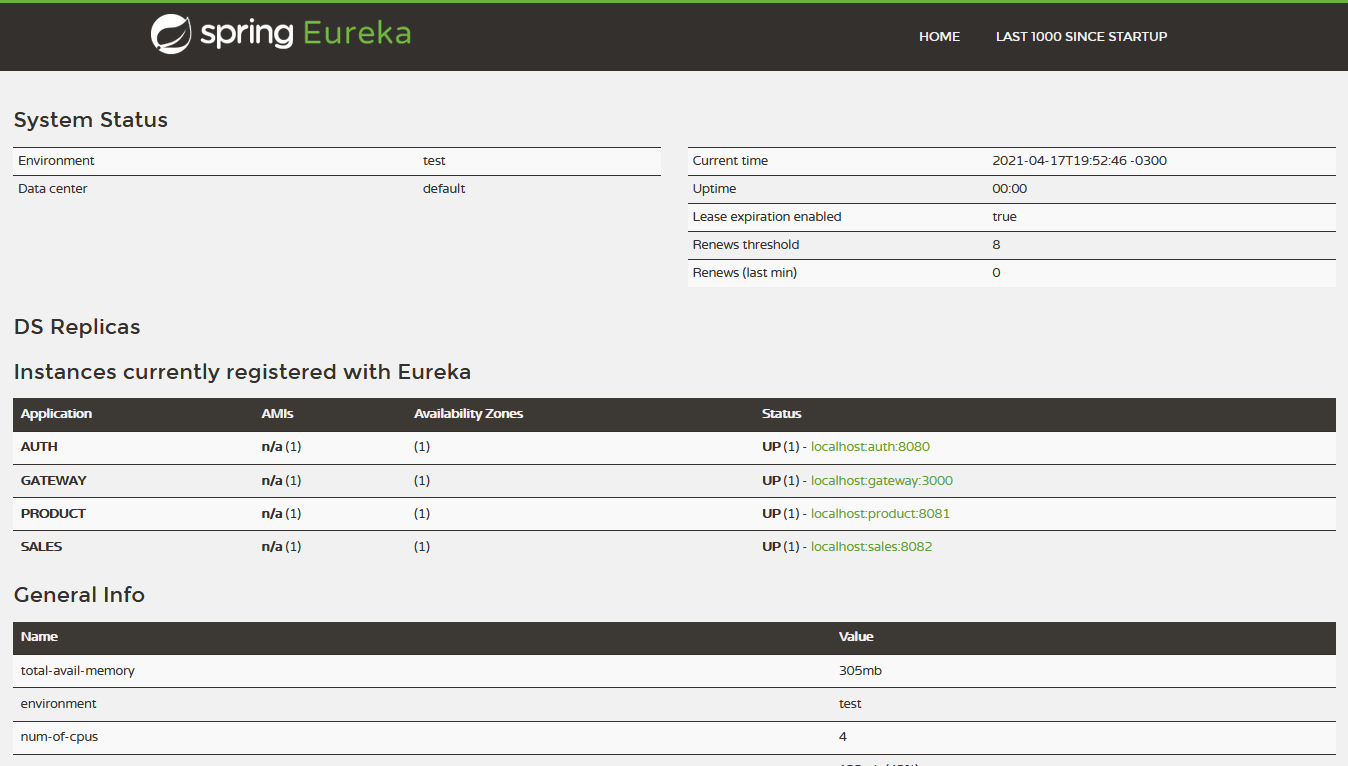 spring Eureka
HOME LAST 1000 SINCE STARTUP
System Status
Environment test
Data center default
Current time 2021-04-17T19:52:46 -0300
Uptime 00:00
Lease expiration enabled true
Renews threshold 8
Renews (last min) 0
DS Replicas
Instances currently registered with Eureka
Application AMIs Availability Zones Status
AUTH n/a (1) (1) UP (1) - localhost:auth:8080
GATEWAY n/a (1) (1) UP (1) - localhost:gateway:3000
PRODUCT n/a (1) (1) UP (1) - localhost:product:8081
SALES n/a (1) (1) UP (1) - localhost:sales:8082
General Info
Name Value
total-avail-memory 305mb
environment test
num-of-cpus 4